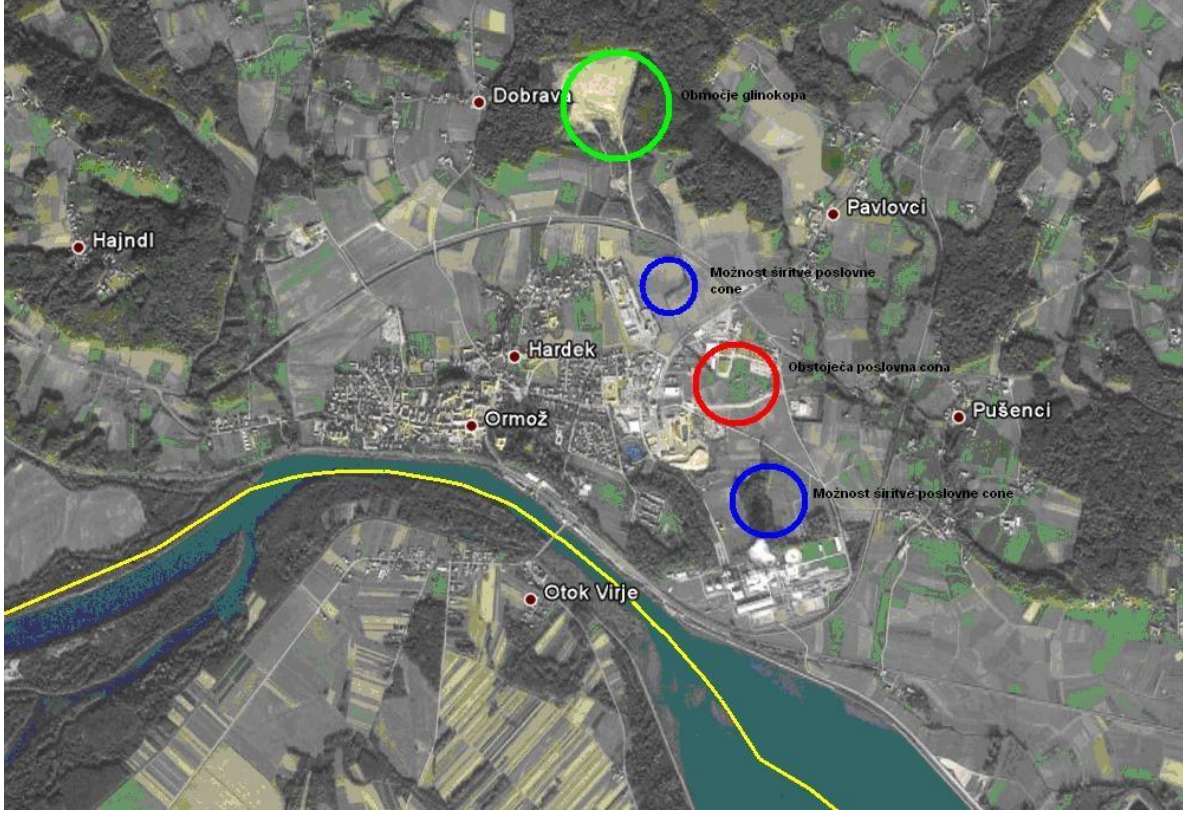 Dobrava
Območje glinokopa
Pavlovci
Hajndl
Možnost širitve poslovne
cone
Hardek
Obstoječa poslovna cona
Ormož
Pušenci
Možnost širitve poslovne cone
Otok Virje